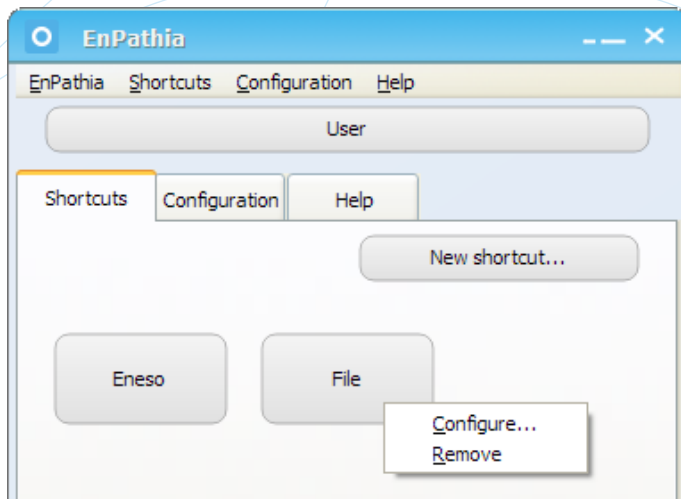 EnPathia
EnPathia Shortcuts Configuration Help
User
Shortcuts Configuration Help
New shortcut...
Eneso File
Configure...
Remove